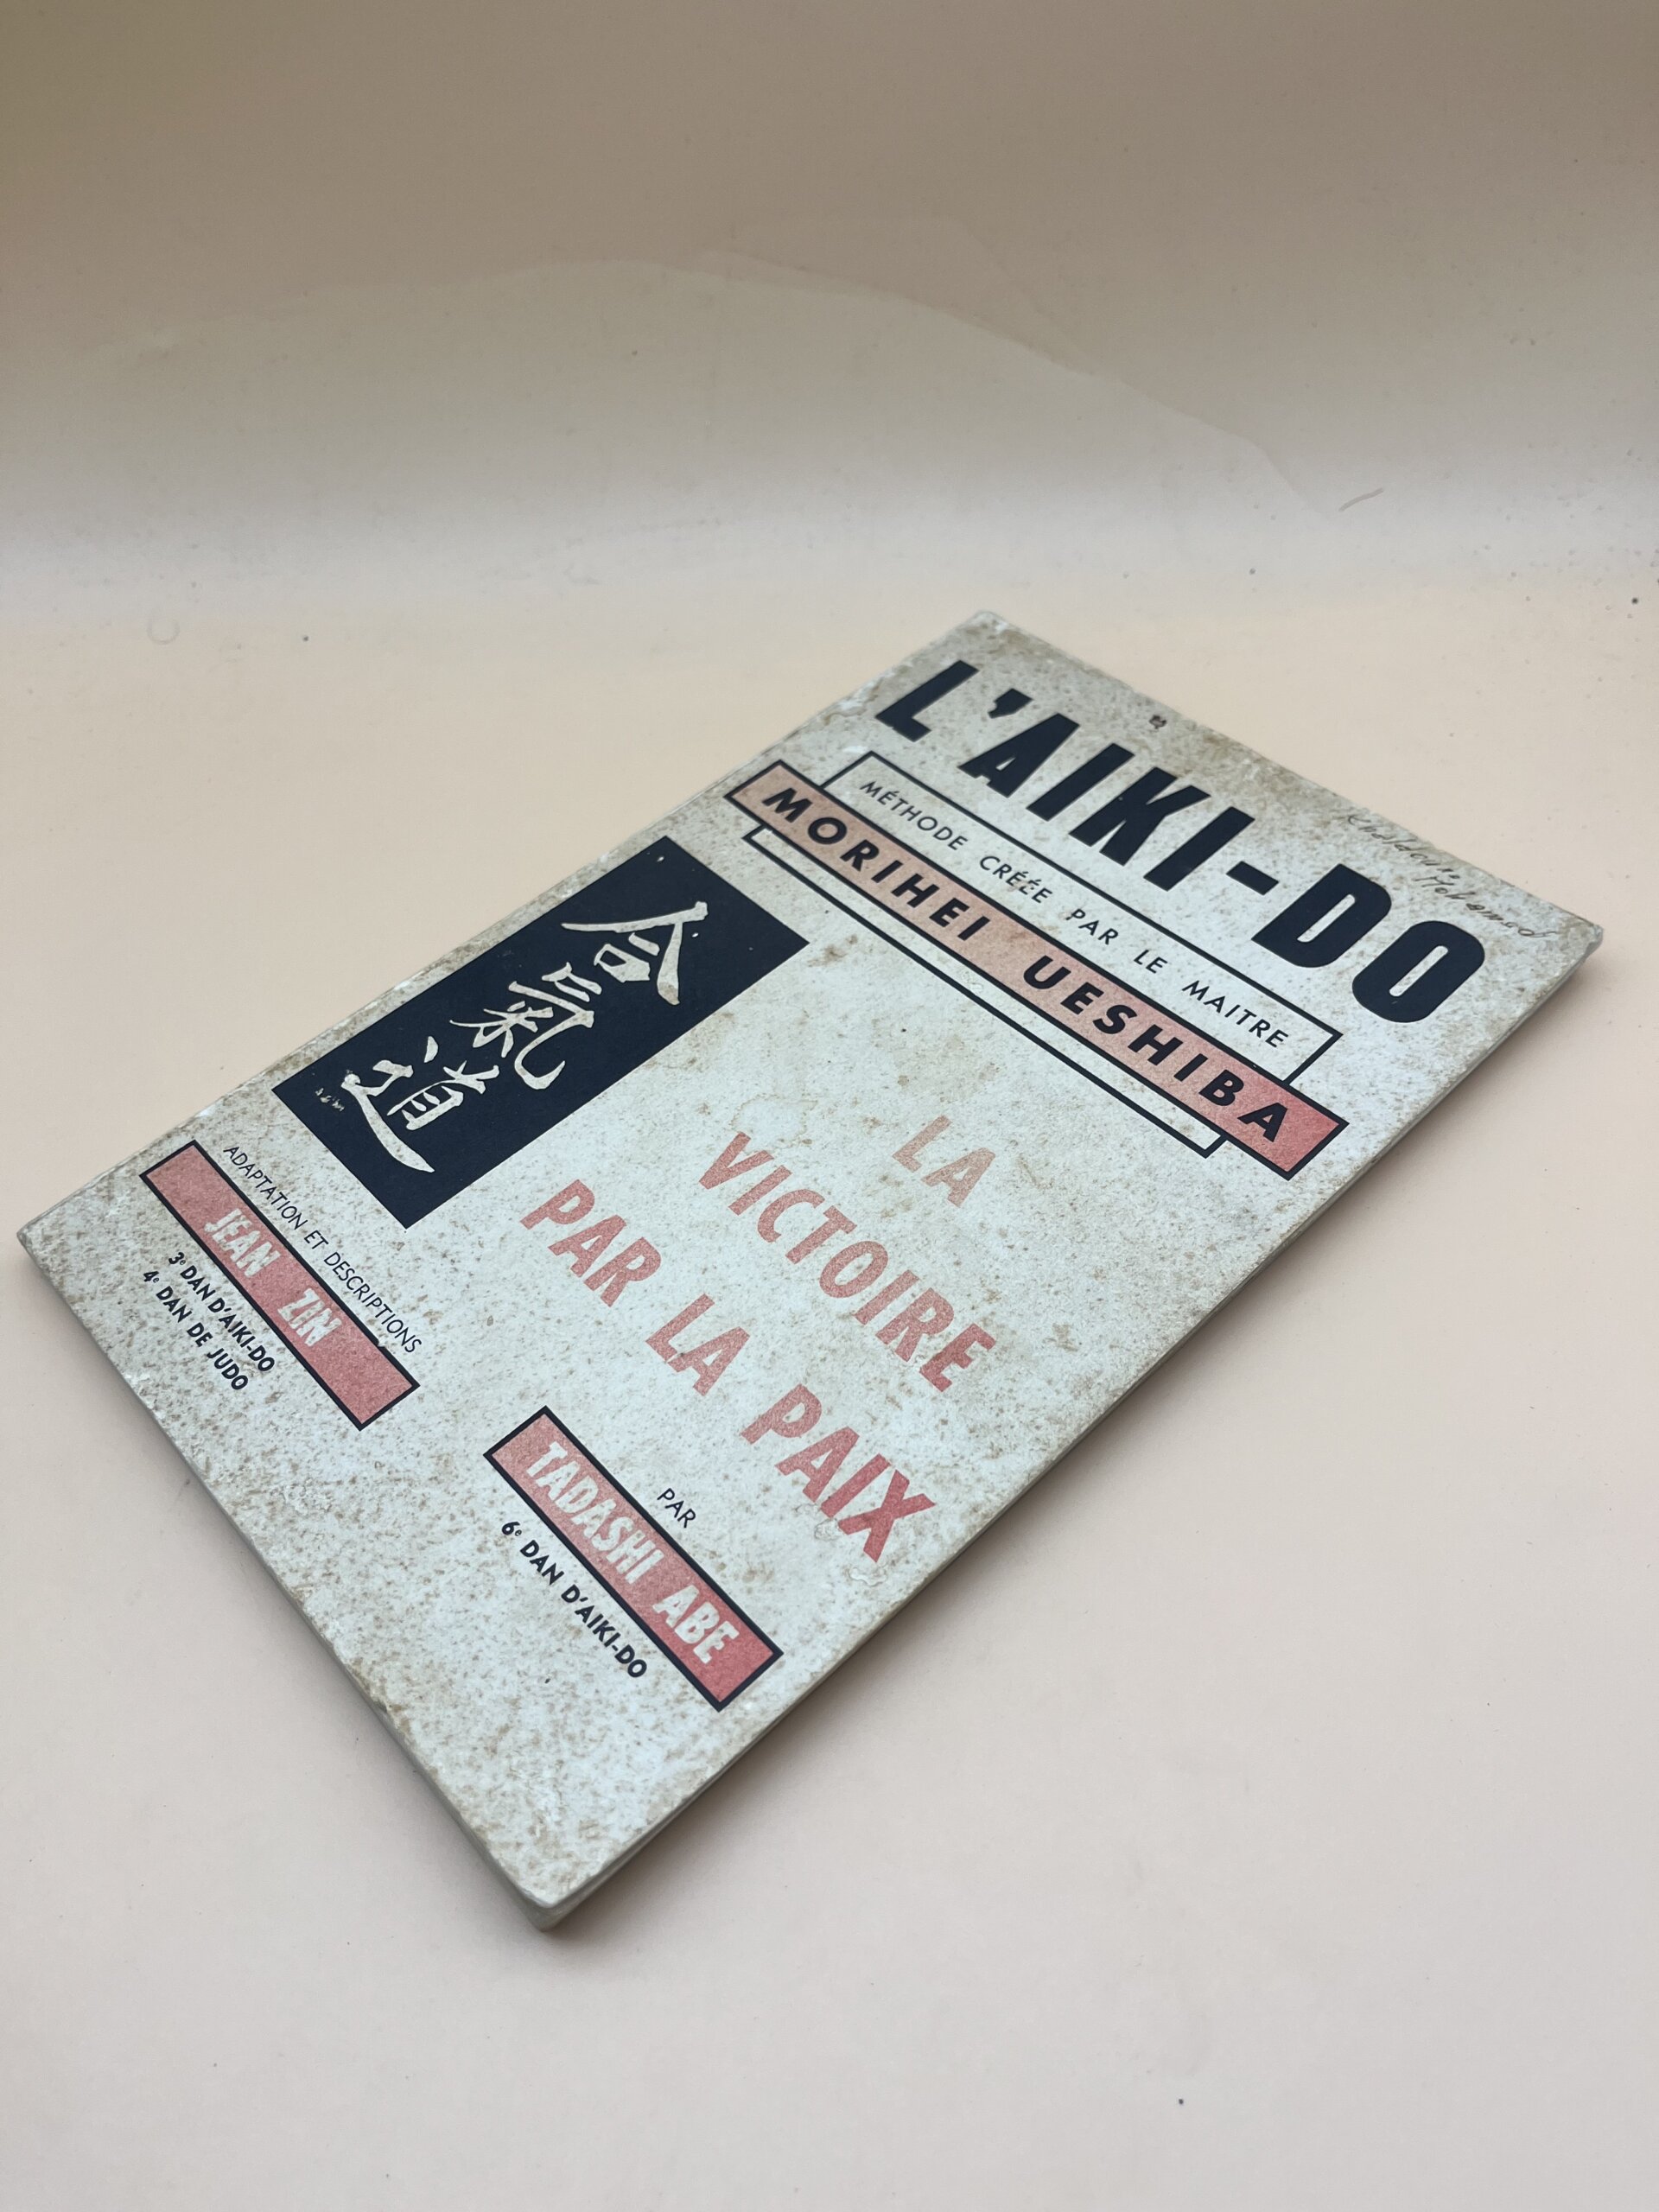 L'AIKI-DO
MÉTHODE CRÉÉE PAR LE MAITRE
MORIHEI UESHIBA
合氣道
LA
VICTOIRE
PAR LA PAIX
ADAPTATION ET DESCRIPTIONS
JEAN ZIN
3e DAN D'AIKI-DO
4e DAN DE JUDO
PAR
TADASHI ABE
6e DAN D'AIKI-DO